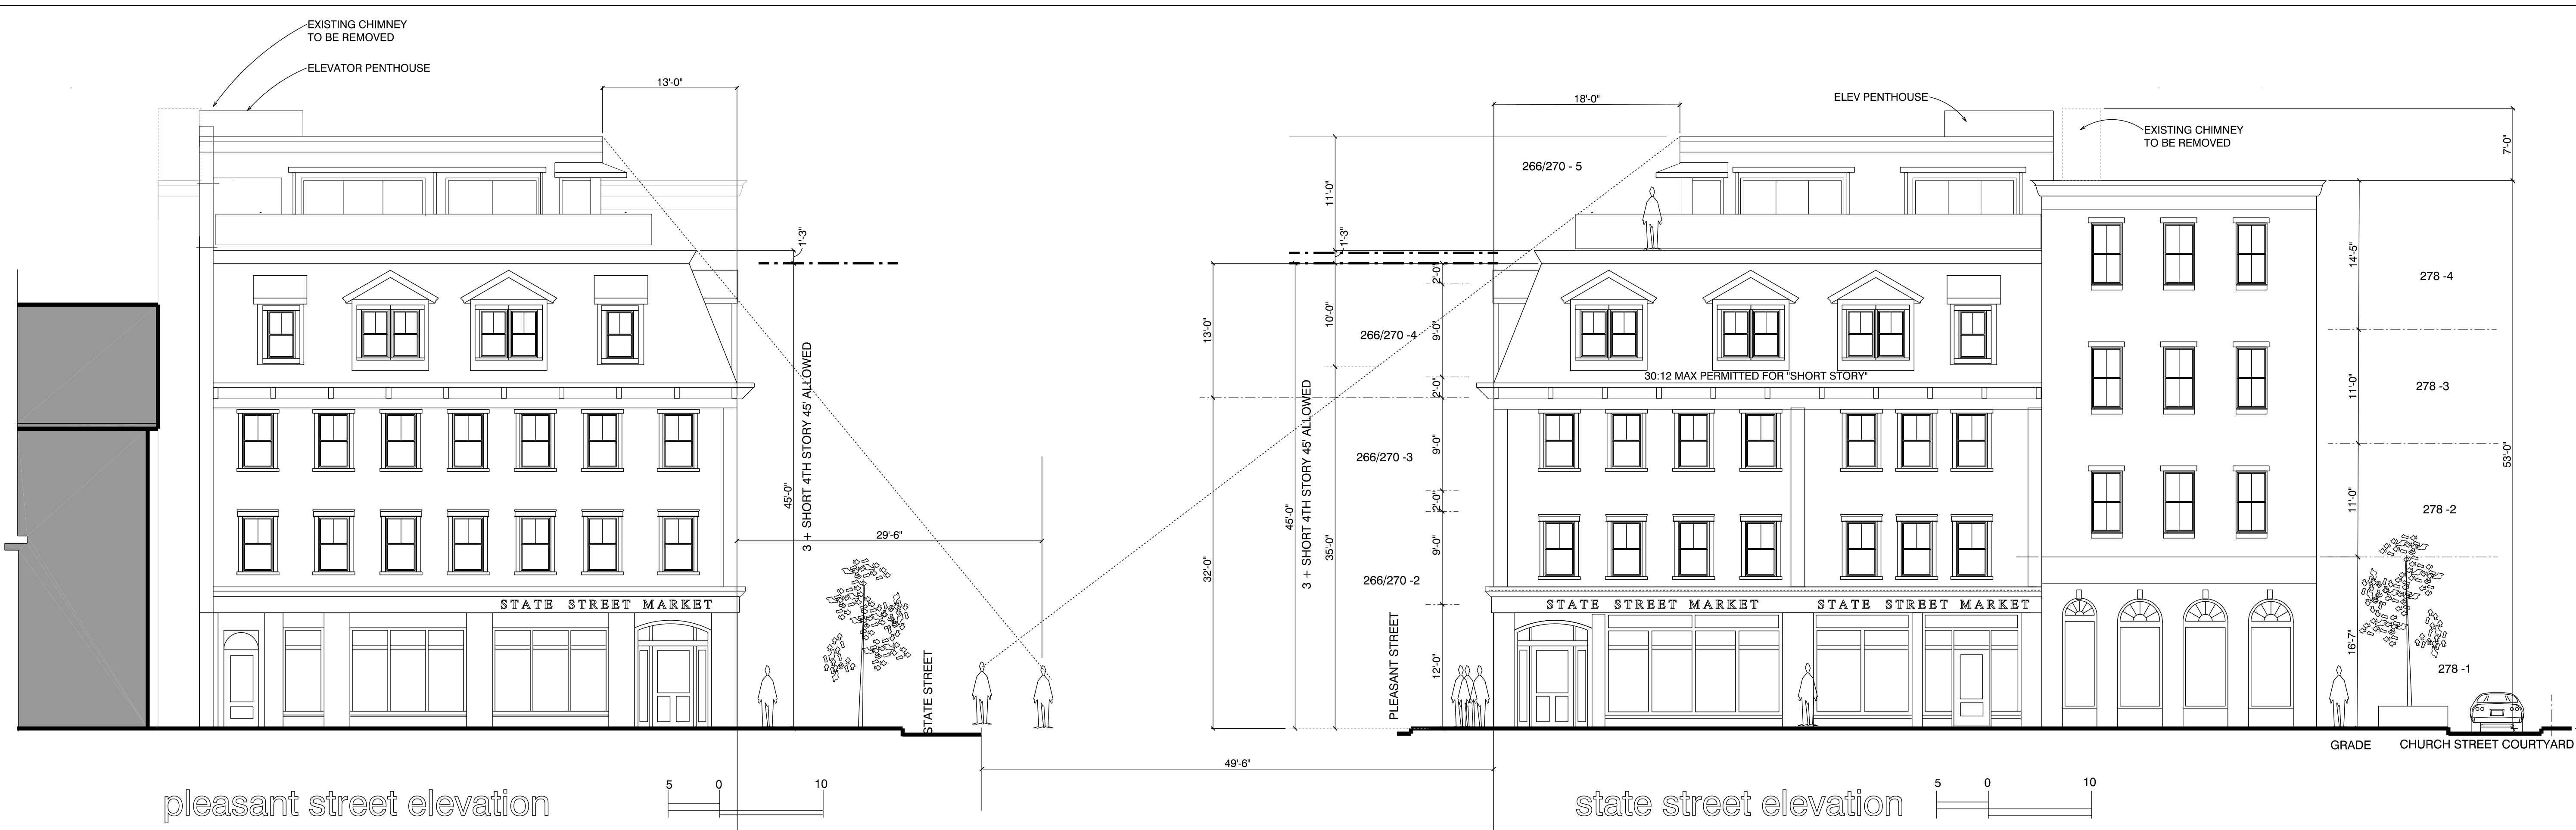 EXISTING CHIMNEY
TO BE REMOVED
ELEVATOR PENTHOUSE
13'-0"
1'-3"
45'-0"
3 + SHORT 4TH STORY 45' ALLOWED
29'-6"
STATE STREET MARKET
STATE STREET
49'-6"
pleasant street elevation
5 0 10
18'-0"
ELEV PENTHOUSE
EXISTING CHIMNEY
TO BE REMOVED
7'-0"
266/270 - 5
11'-0"
1'-3"
2'-0"
14'-5"
278 -4
13'-0"
10'-0"
266/270 -4
9'-0"
30:12 MAX PERMITTED FOR "SHORT STORY"
2'-0"
11'-0"
278 -3
3 + SHORT 4TH STORY 45' ALLOWED
266/270 -3
9'-0"
53'-0"
45'-0"
35'-0"
2'-0"
11'-0"
278 -2
32'-0"
9'-0"
266/270 -2
STATE STREET MARKET STATE STREET MARKET
PLEASANT STREET
12'-0"
16'-7"
278 -1
GRADE CHURCH STREET COURTYARD
state street elevation
5 0 10